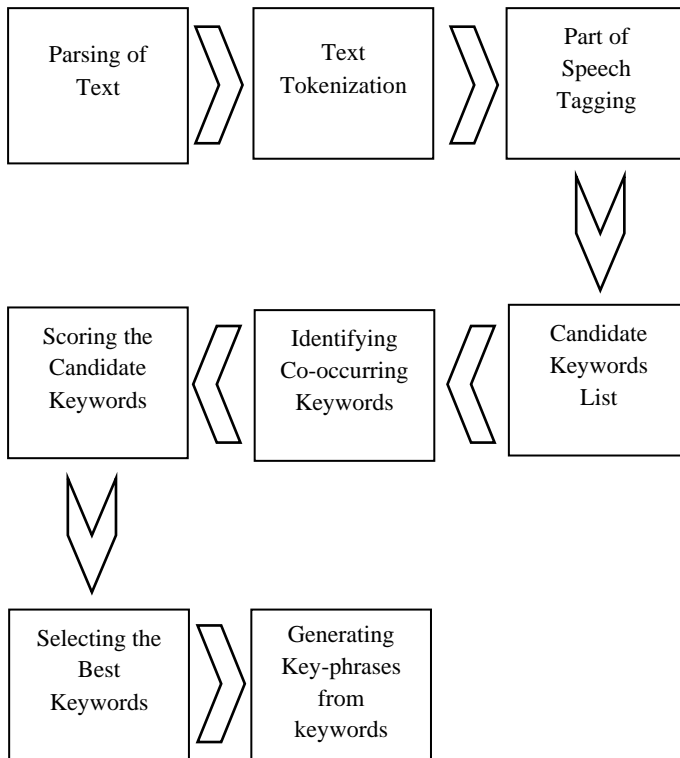 Parsing of
Text
Text
Tokenization
Part of
Speech
Tagging
Candidate
Keywords
List
Identifying
Co-occurring
Keywords
Scoring the
Candidate
Keywords
Selecting the
Best
Keywords
Generating
Key-phrases
from
keywords